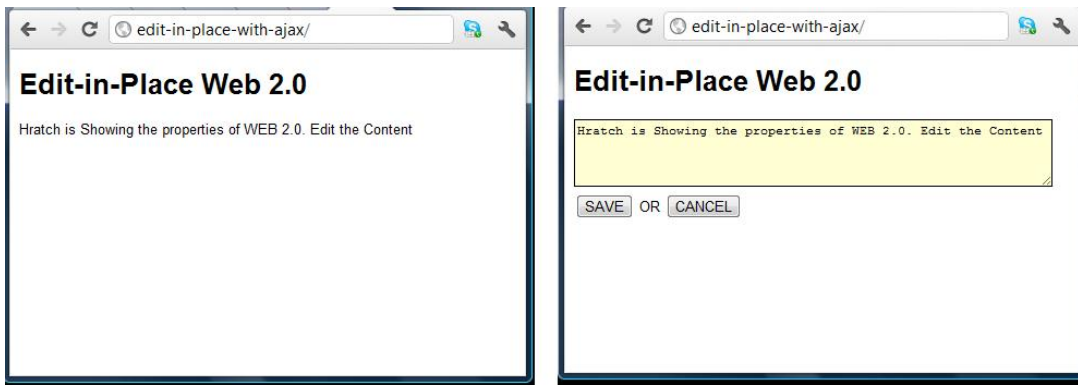 edit-in-place-with-ajax/
Edit-in-Place Web 2.0
Hratch is Showing the properties of WEB 2.0. Edit the Content
edit-in-place-with-ajax/
Edit-in-Place Web 2.0
Hratch is Showing the properties of WEB 2.0. Edit the Content
SAVE OR CANCEL